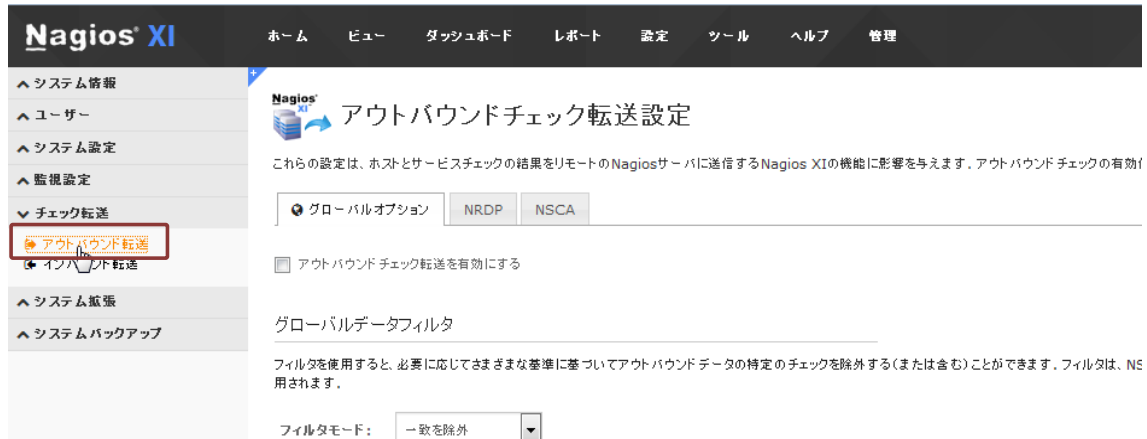 Nagios® XI
ホーム ビュー ダッシュボード レポート 設定 ツール ヘルプ 管理
システム情報
ユーザー
システム設定
監視設定
チェック転送
アウトバウンド転送
インバウンド転送
システム拡張
システムバックアップ
Nagios® XI
アウトバウンドチェック転送設定
これらの設定は、ホストとサービスチェックの結果をリモートのNagiosサーバに送信するNagios XIの機能に影響を与えます. アウトバウンドチェックの有効
グローバルオプション NRDP NSCA
アウトバウンドチェック転送を有効にする
グローバルデータフィルタ
フィルタを使用すると、必要に応じてさまざまな基準に基づいてアウトバウンドデータの特定のチェックを除外する(または含む)ことができます. フィルタは、NS
用されます.
フィルタモード: 一致を除外